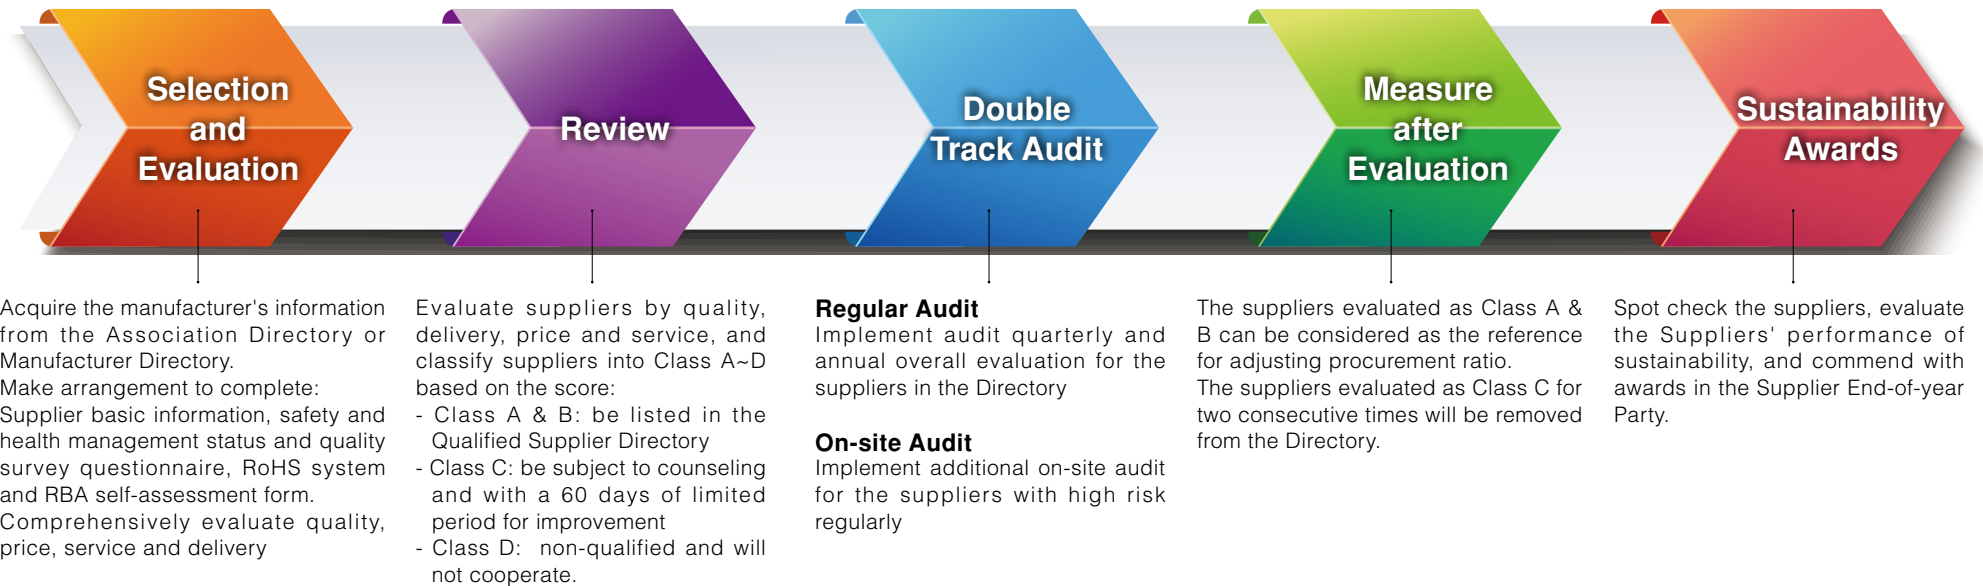 Selection
and
Evaluation
Review
Double
Track Audit
Measure
after
Evaluation
Sustainability
Awards
Acquire the manufacturer's information
from the Association Directory or
Manufacturer Directory.
Make arrangement to complete:
Supplier basic information, safety and
health management status and quality
survey questionnaire, RoHS system
and RBA self-assessment form.
Comprehensively evaluate quality,
price, service and delivery
Evaluate suppliers by quality,
delivery, price and service, and
classify suppliers into Class A~D
based on the score:
- Class A & B: be listed in the
Qualified Supplier Directory
- Class C: be subject to counseling
and with a 60 days of limited
period for improvement
- Class D: non-qualified and will
not cooperate.
Regular Audit
Implement audit quarterly and
annual overall evaluation for the
suppliers in the Directory
On-site Audit
Implement additional on-site audit
for the suppliers with high risk
regularly
The suppliers evaluated as Class A &
B can be considered as the reference
for adjusting procurement ratio.
The suppliers evaluated as Class C for
two consecutive times will be removed
from the Directory.
Spot check the suppliers, evaluate
the Suppliers' performance of
sustainability, and commend with
awards in the Supplier End-of-year
Party.